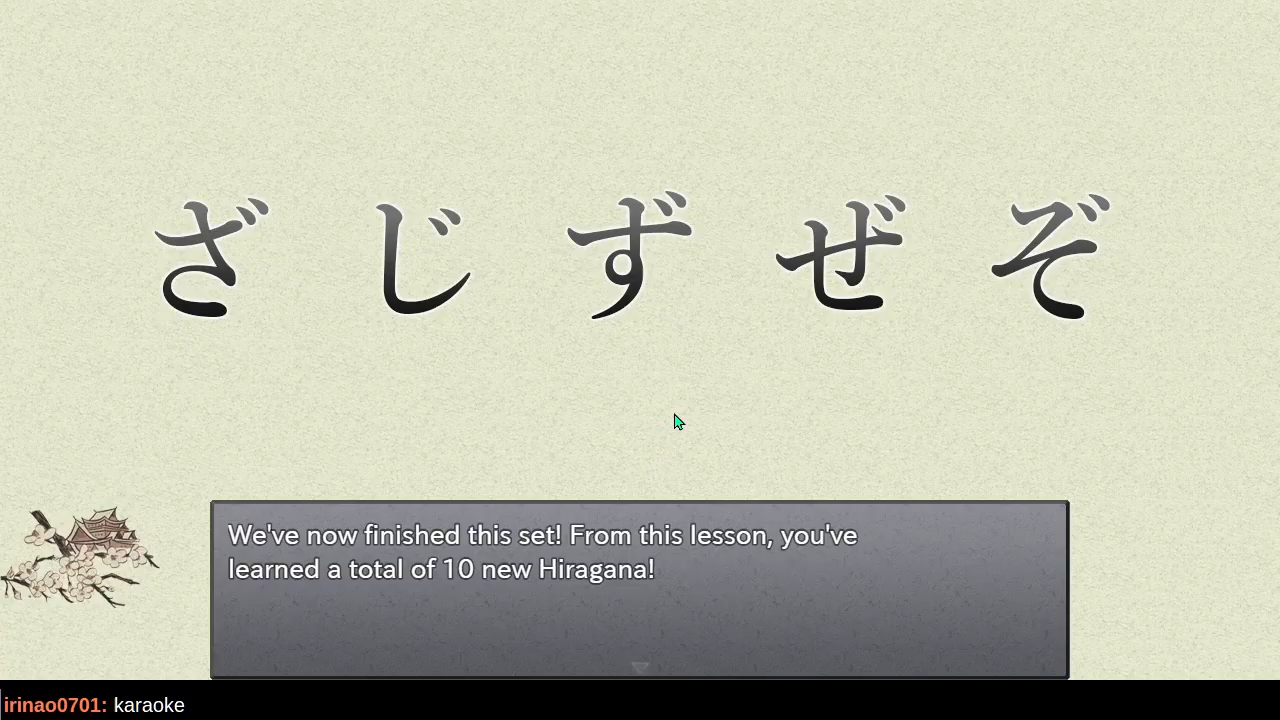 ざ じ ず ぜ ぞ
We've now finished this set! From this lesson, you've
learned a total of 10 new Hiragana!
irinao0701: karaoke